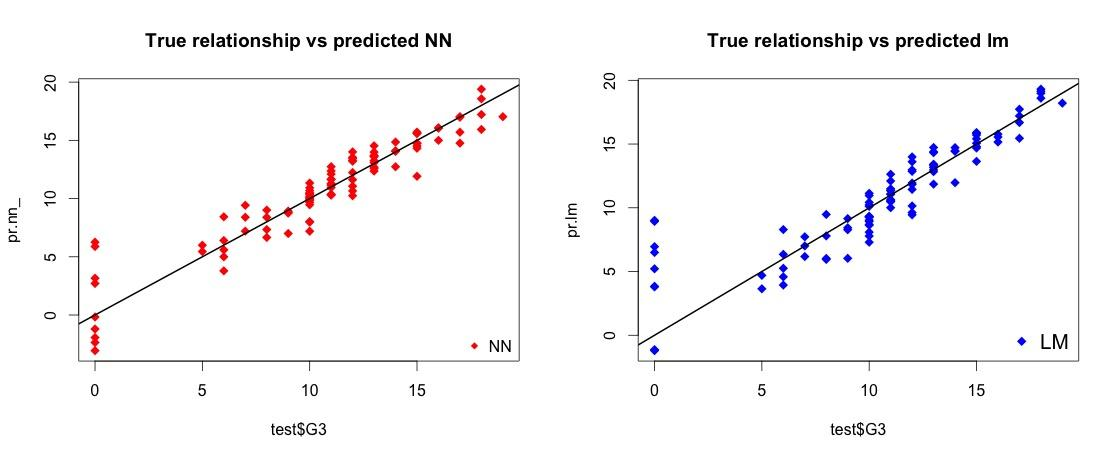 True relationship vs predicted NN
pr.nn_
20
15
10
5
0
0 5 10 15
test$G3
NN
True relationship vs predicted lm
pr.lm
20
15
10
5
0
0 5 10 15
test$G3
LM